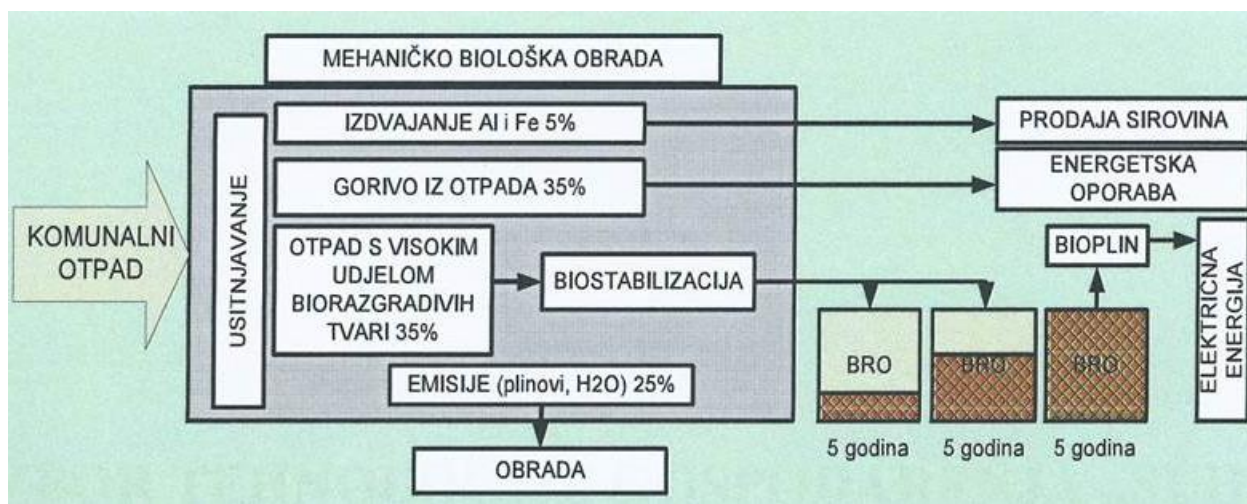 MEHANIČKO BIOLOŠKA OBRADA
KOMUNALNI
OTPAD
USITNJAVANJE
IZDVAJANJE Al i Fe 5%
GORIVO IZ OTPADA 35%
OTPAD S VISOKIM
UDJELOM
BIORAZGRADIVIH
TVARI 35%
BIOSTABILIZACIJA
EMISIJE (plinovi, H2O) 25%
OBRADA
PRODAJA SIROVINA
ENERGETSKA
OPORABA
BIOPLIN
ELEKTRIČNA
ENERGIJA
BRO
BRO
BRO
5 godina
5 godina
5 godina